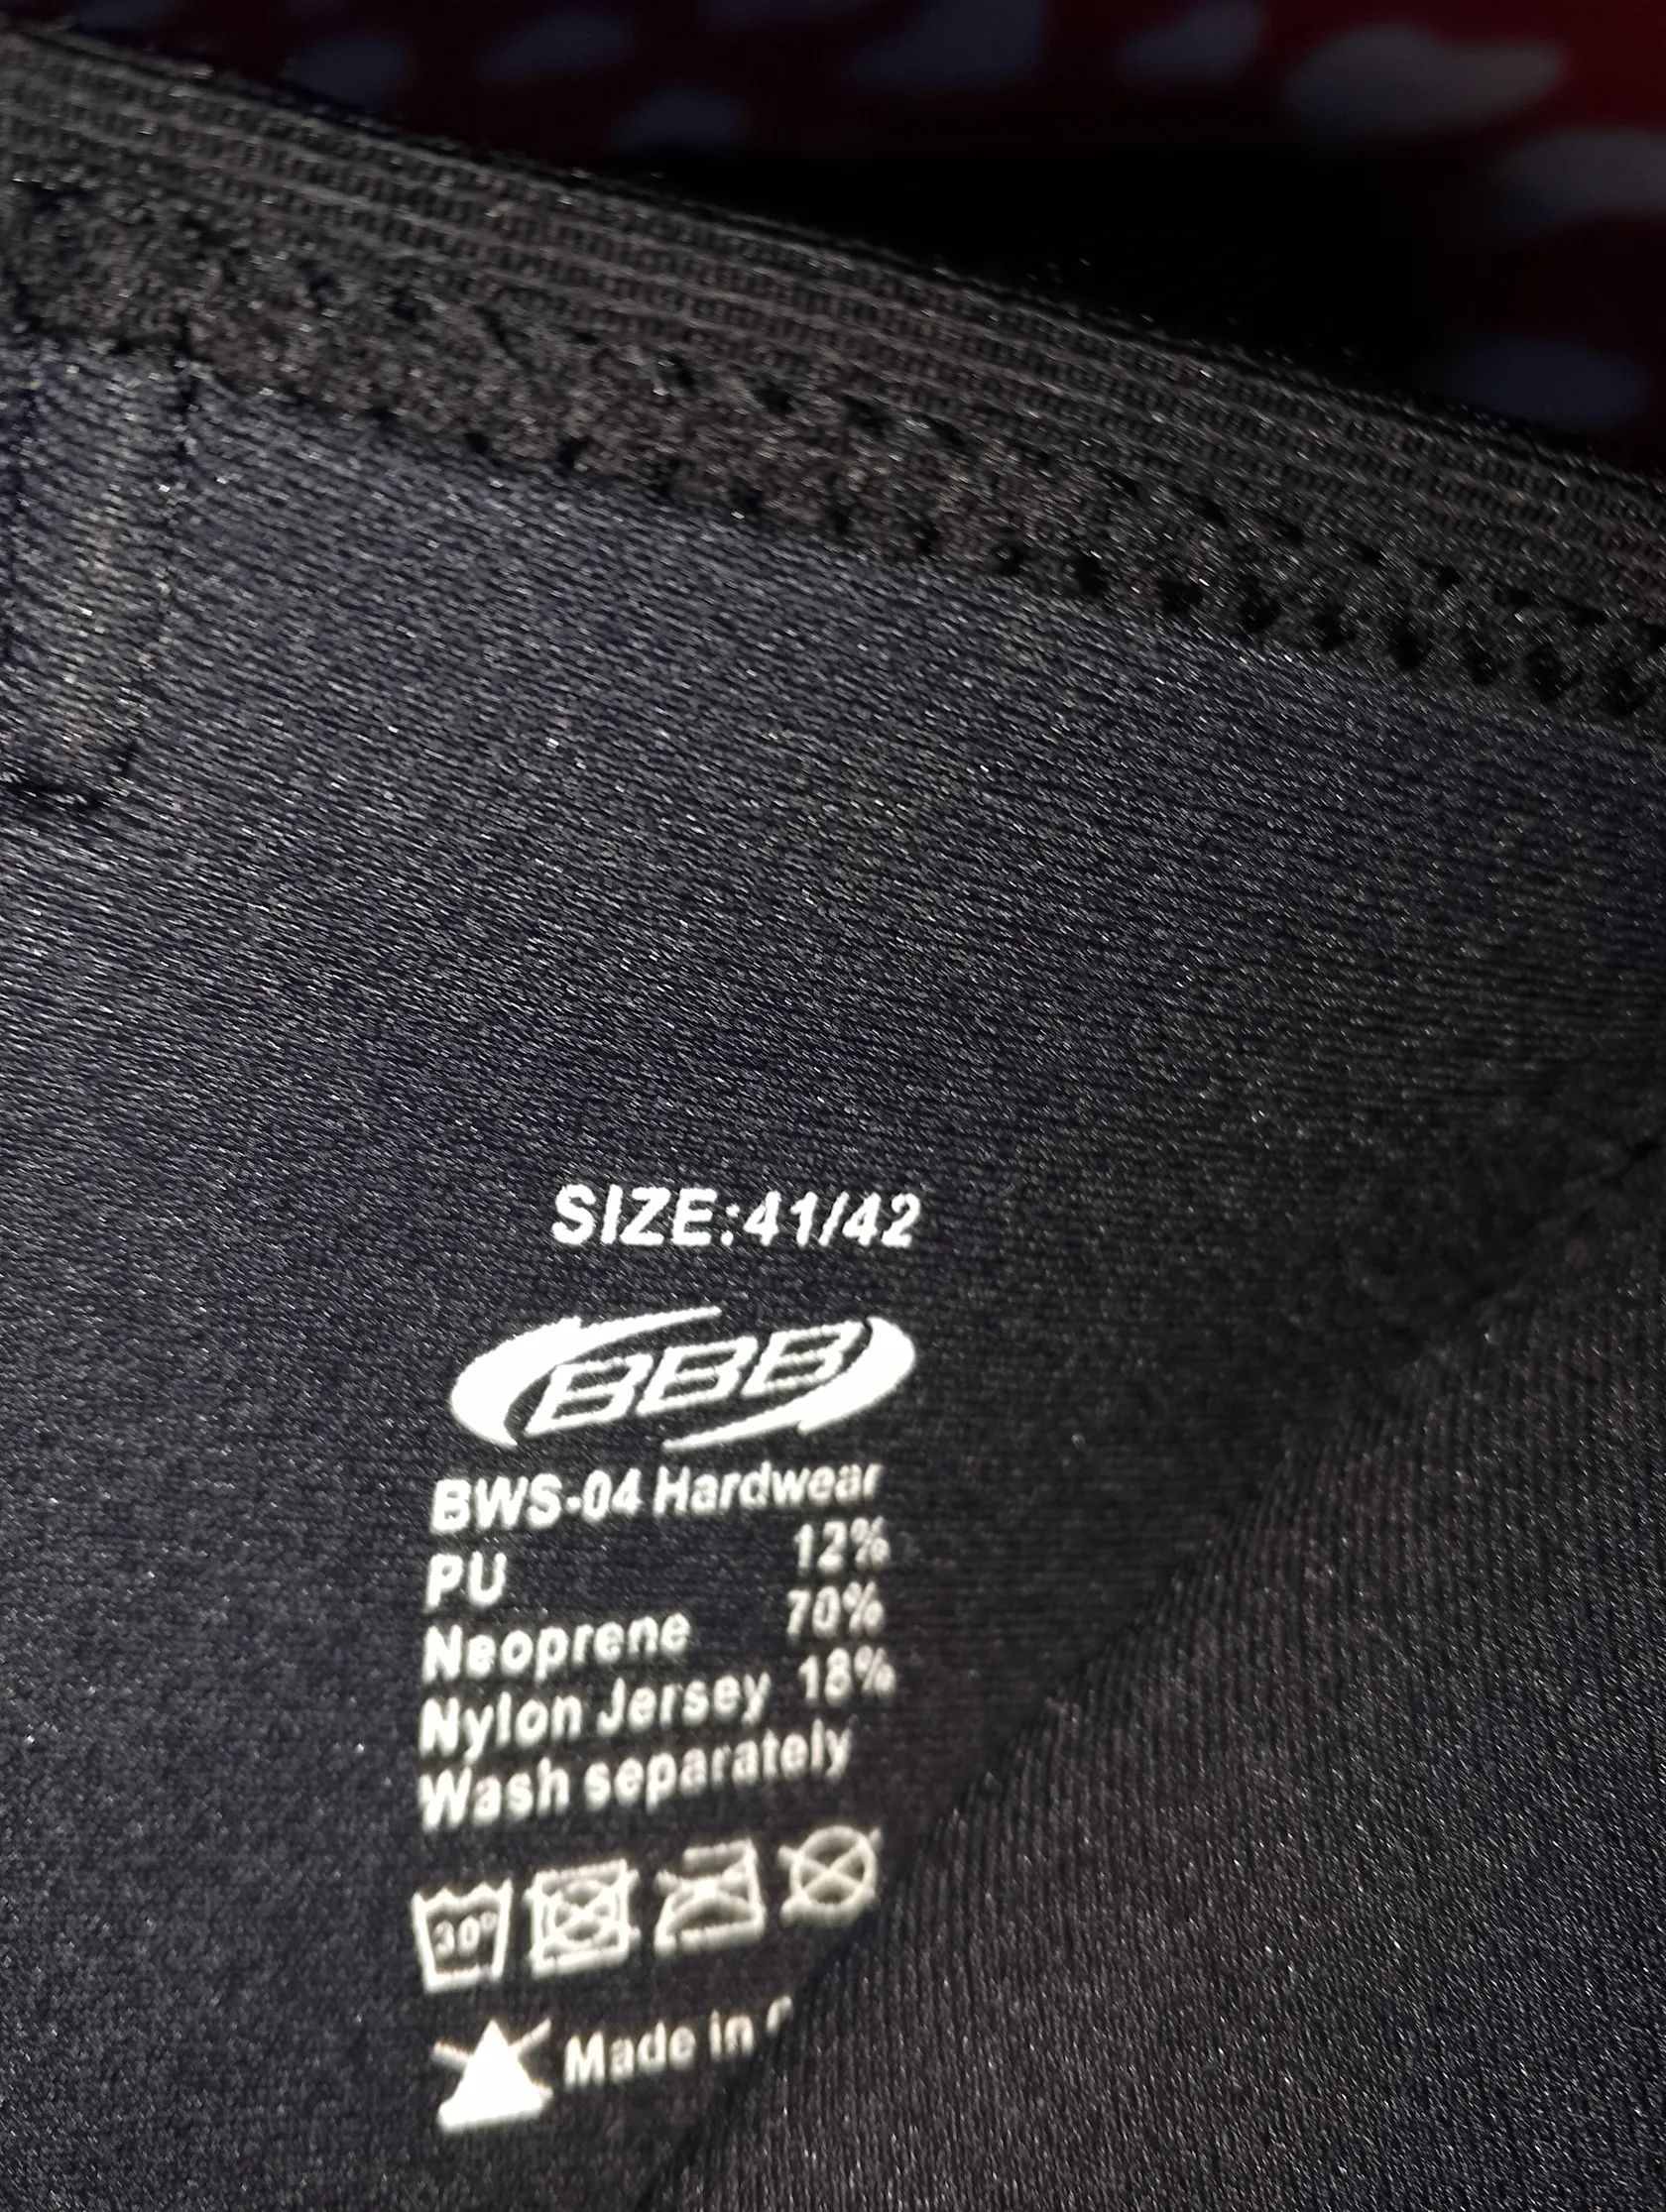 SIZE:41/42
BBB
BWS-04 Hardwear
PU 12%
Neoprene 70%
Nylon Jersey 18%
Wash separately
30°
Made in